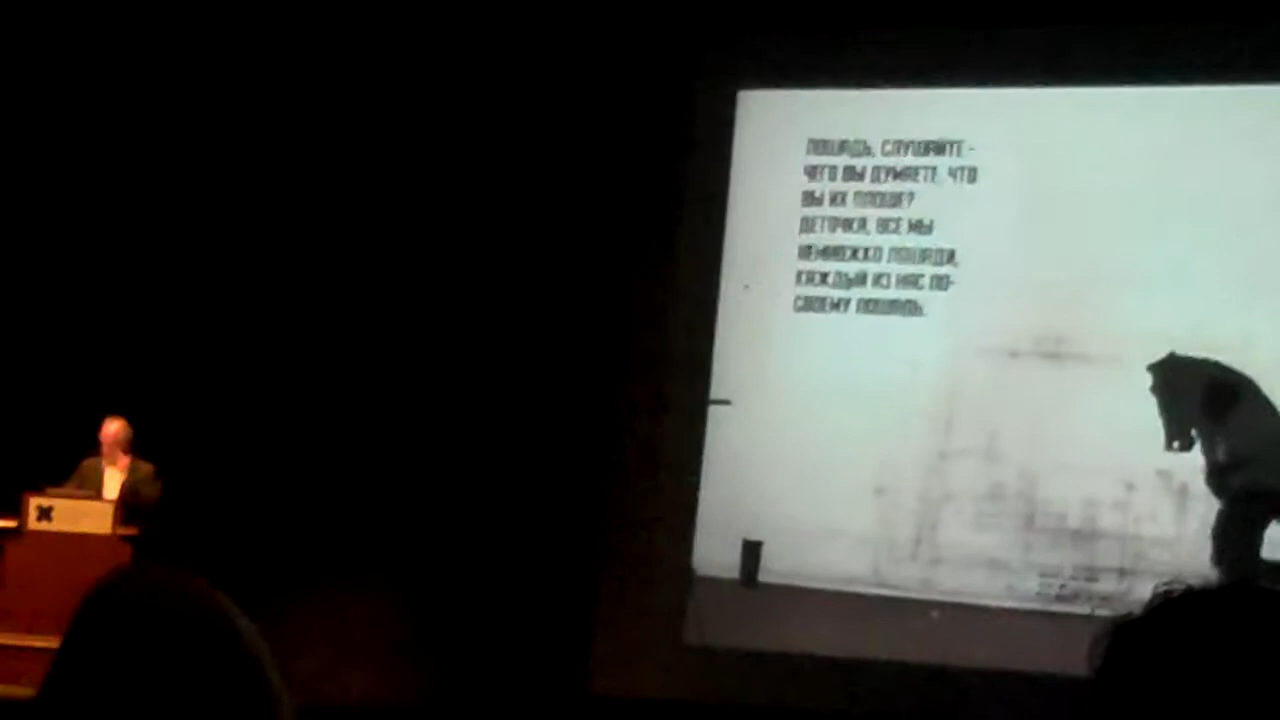 ЛОШАДЬ, СЛУШАЙТЕ -
ЧЕГО ВЫ ДУМАЕТЕ, ЧТО
ВЫ ИХ ПЛОШЕ?
ДЕТОЧКА, ВСЕ МЫ
НЕМНОЖКО ЛОШАДИ,
КАЖДЫЙ ИЗ НАС ПО-
СВОЕМУ ЛОШАДЬ.